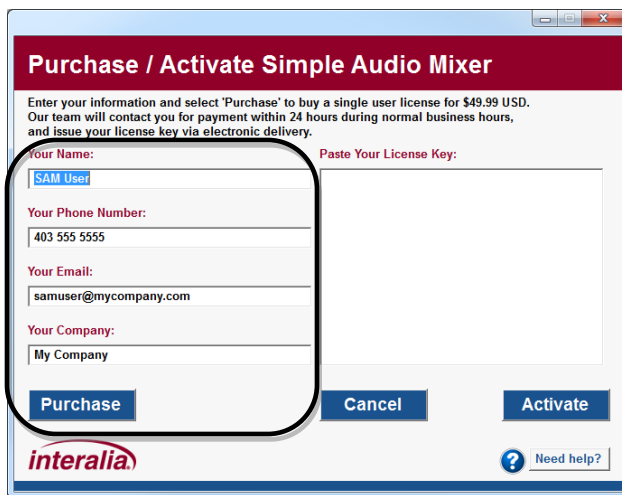 Purchase / Activate Simple Audio Mixer
Enter your information and select 'Purchase' to buy a single user license for $49.99 USD.
Our team will contact you for payment within 24 hours during normal business hours,
and issue your license key via electronic delivery.
Your Name:
SAM User
Your Phone Number:
403 555 5555
Your Email:
samuser@mycompany.com
Your Company:
My Company
Paste Your License Key:
Purchase
Cancel
Activate
interalia
? Need help?